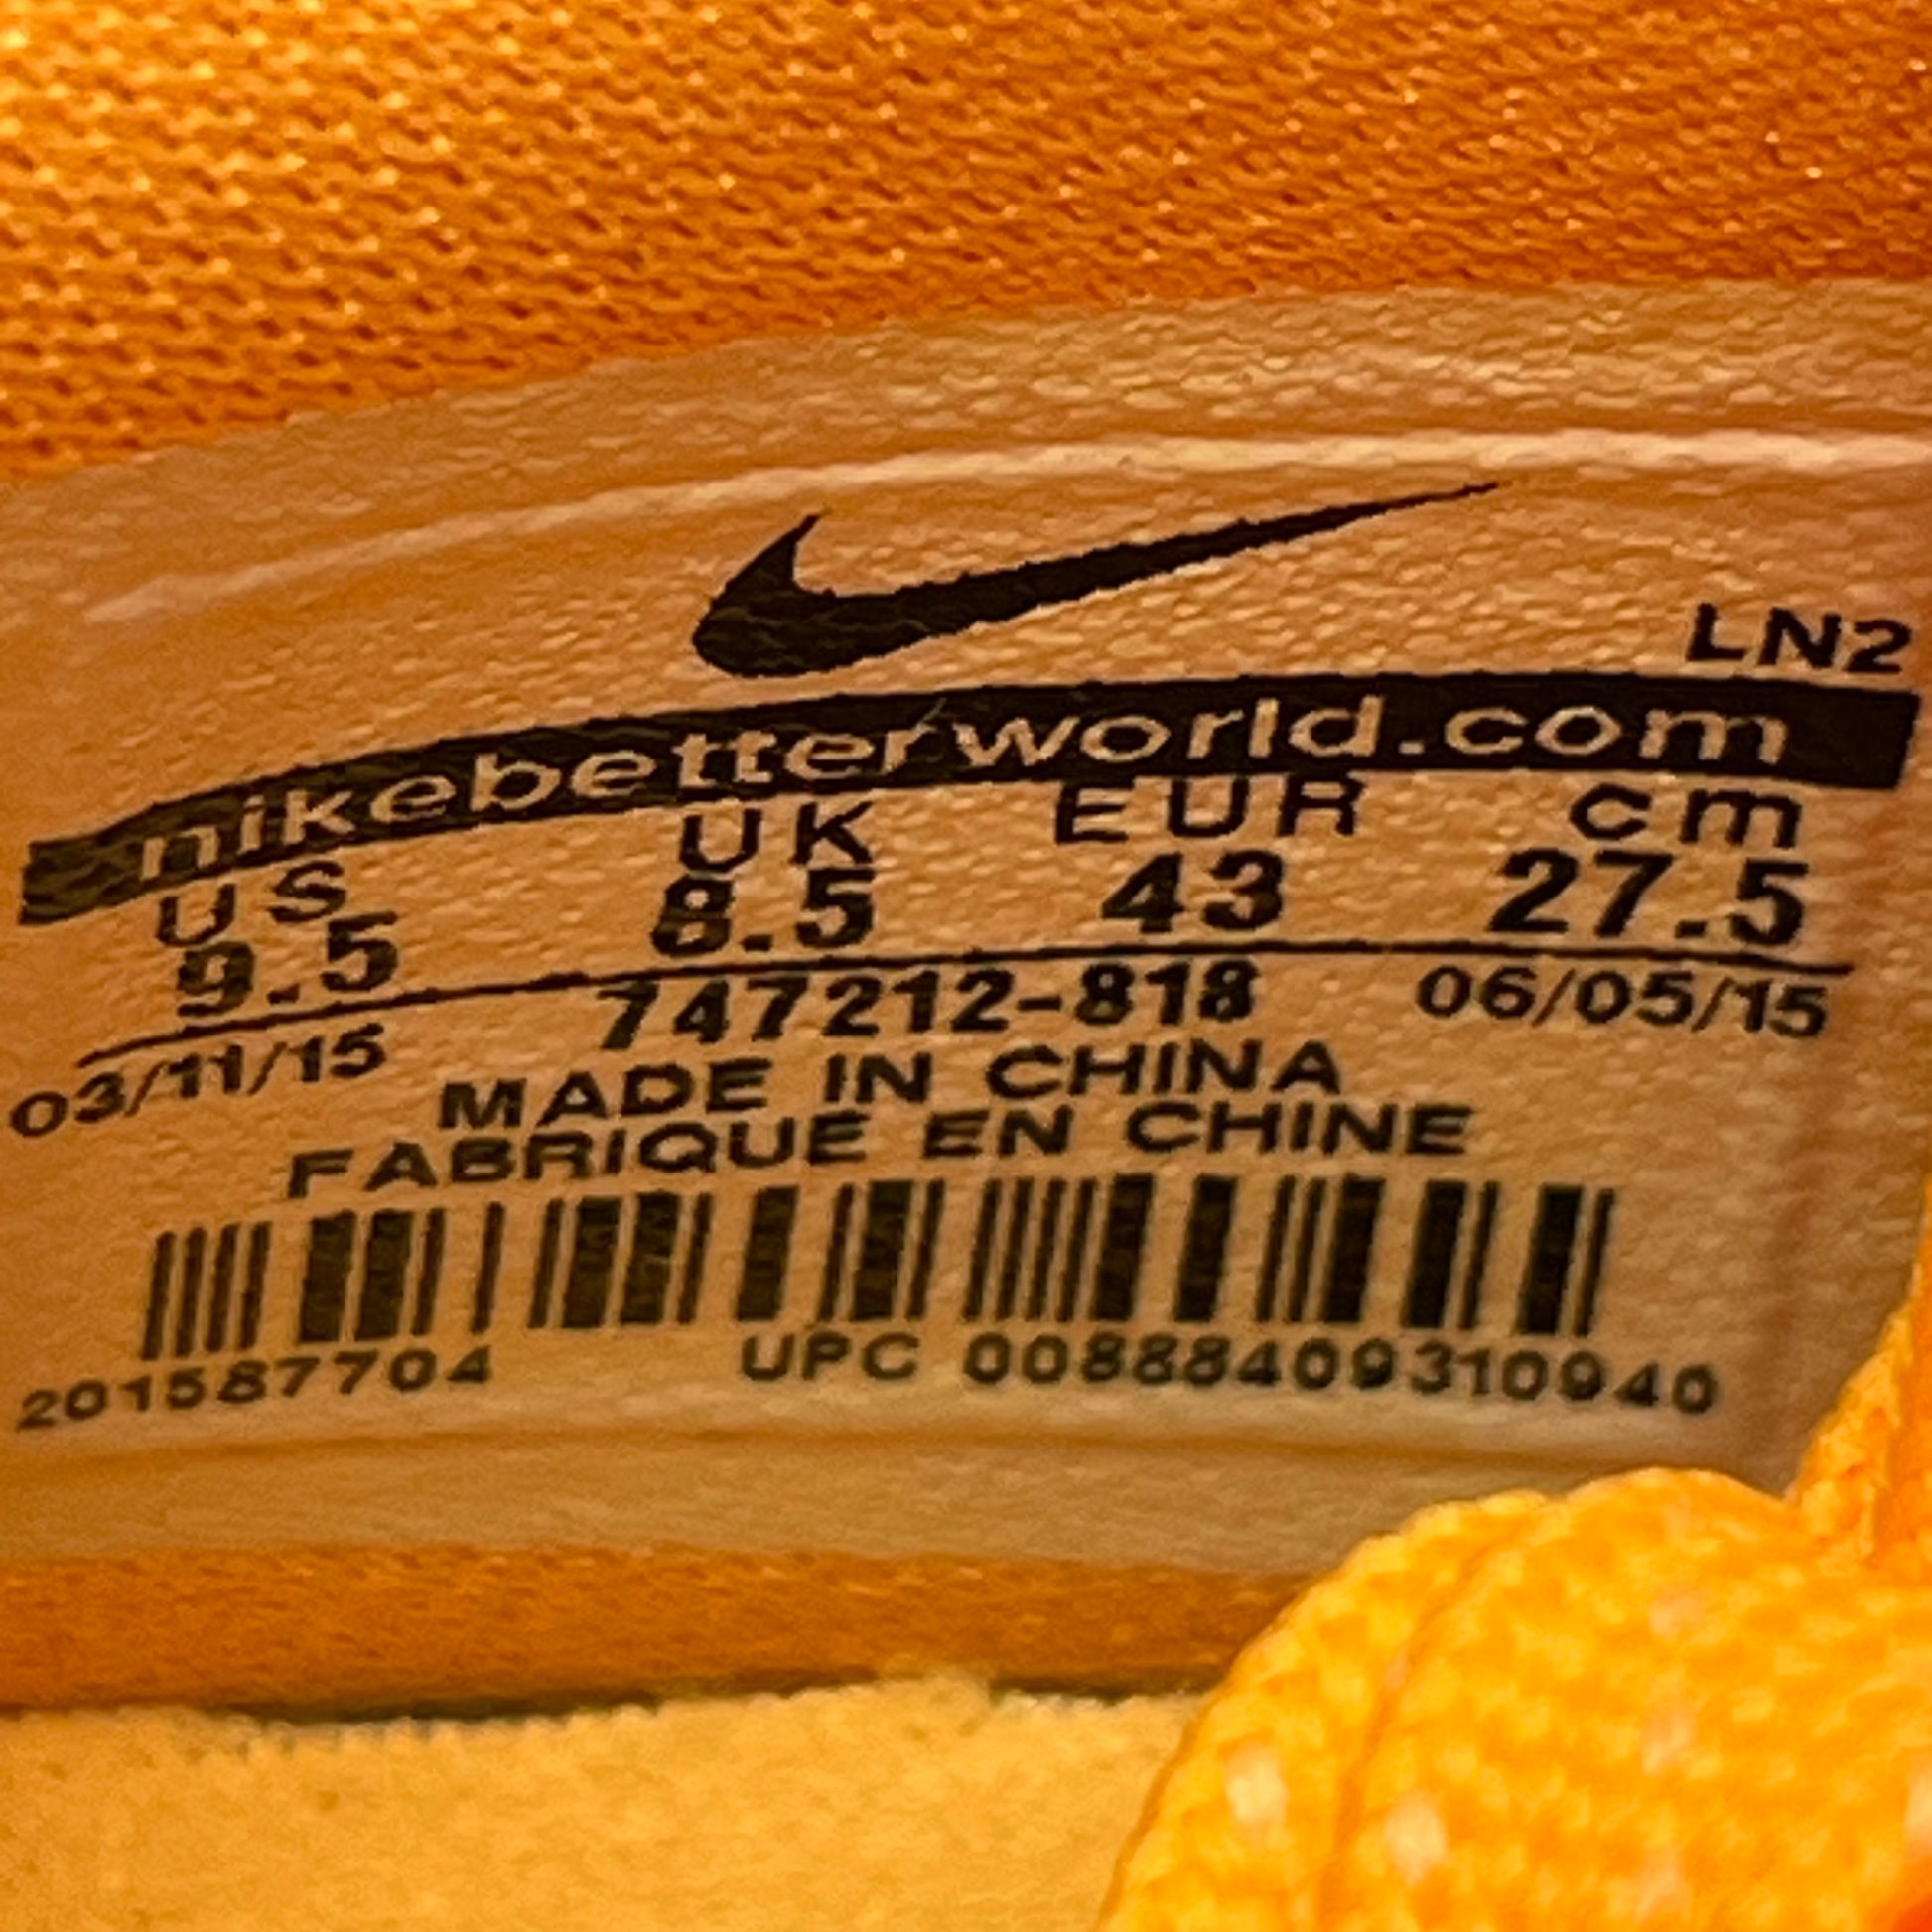 LN2
nikebetterworld.com
US UK EUR cm
9.5 8.5 43 27.5
03/11/15 747212-818 06/05/15
MADE IN CHINA
FABRIQUE EN CHINE
201587704 UPC 00888409310940